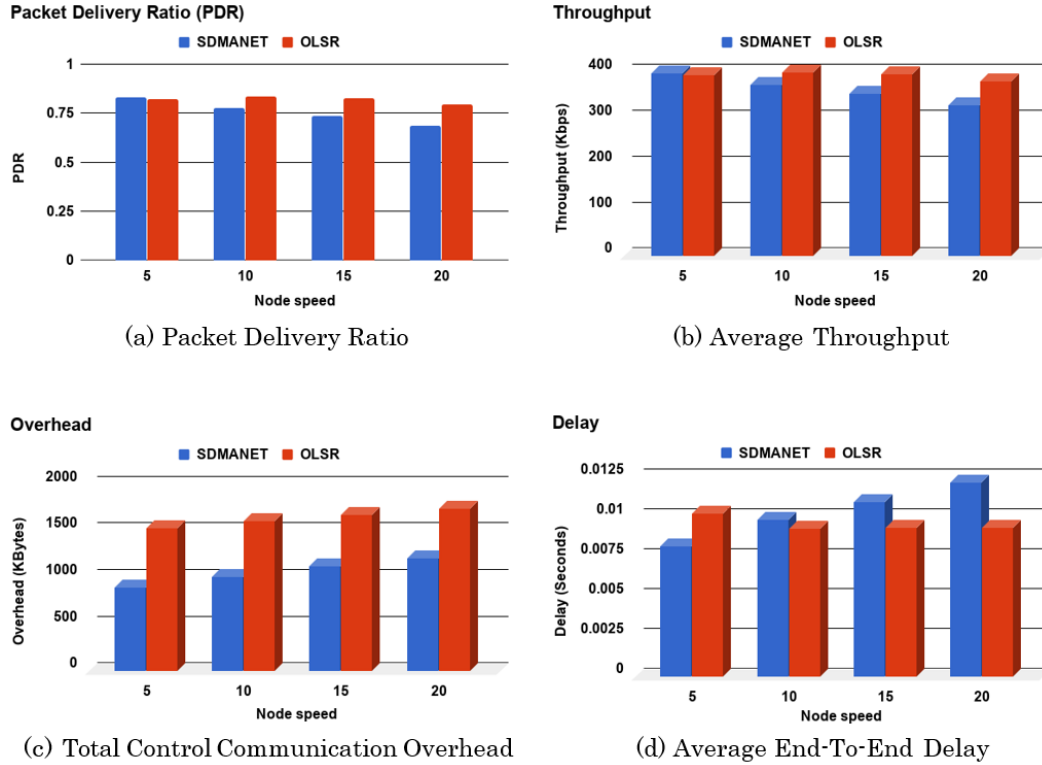 Packet Delivery Ratio (PDR)
SDMANET OLSR
1
0.75
0.5
0.25
0
PDR
5 10 15 20
Node speed
(a) Packet Delivery Ratio
Throughput
SDMANET OLSR
400
300
200
100
0
Throughput (Kbps)
5 10 15 20
Node speed
(b) Average Throughput
Overhead
SDMANET OLSR
2000
1500
1000
500
0
Overhead (KBytes)
5 10 15 20
Node speed
(c) Total Control Communication Overhead
Delay
SDMANET OLSR
0.0125
0.01
0.0075
0.005
0.0025
0
Delay (Seconds)
5 10 15 20
Node speed
(d) Average End-To-End Delay